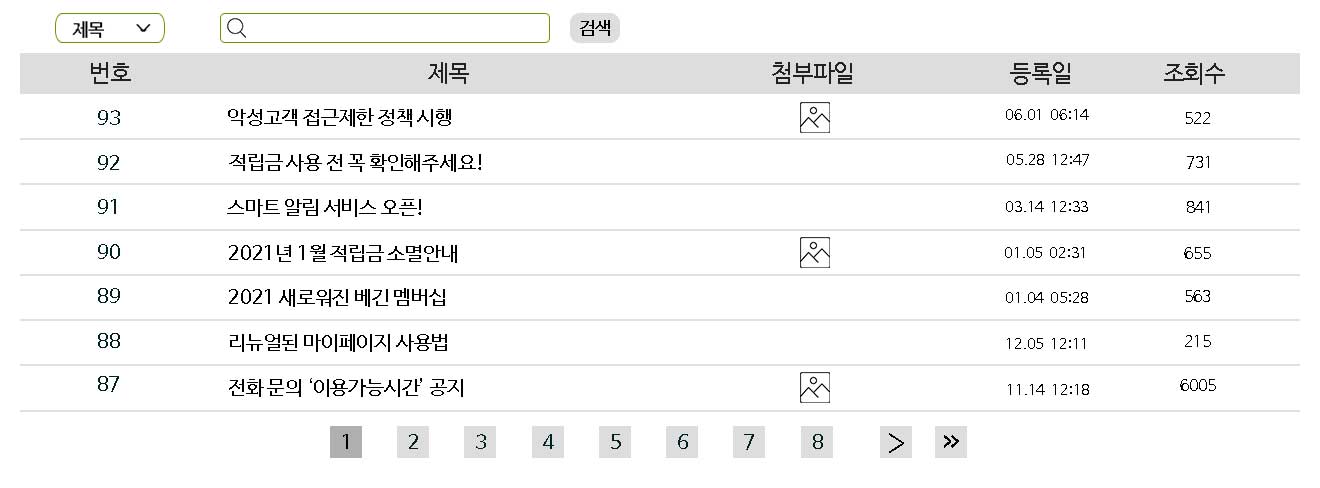 제목 검색
번호 제목 첨부파일 등록일 조회수
93 악성고객 접근제한 정책 시행 06.01 06:14 522
92 적립금 사용 전 꼭 확인해주세요! 05.28 12:47 731
91 스마트 알림 서비스 오픈! 03.14 12:33 841
90 2021년 1월 적립금 소멸안내 01.05 02:31 655
89 2021 새로워진 베긴 멤버십 01.04 05:28 563
88 리뉴얼된 마이페이지 사용법 12.05 12:11 215
87 전화 문의 ‘이용가능시간’ 공지 11.14 12:18 6005
1 2 3 4 5 6 7 8 > »